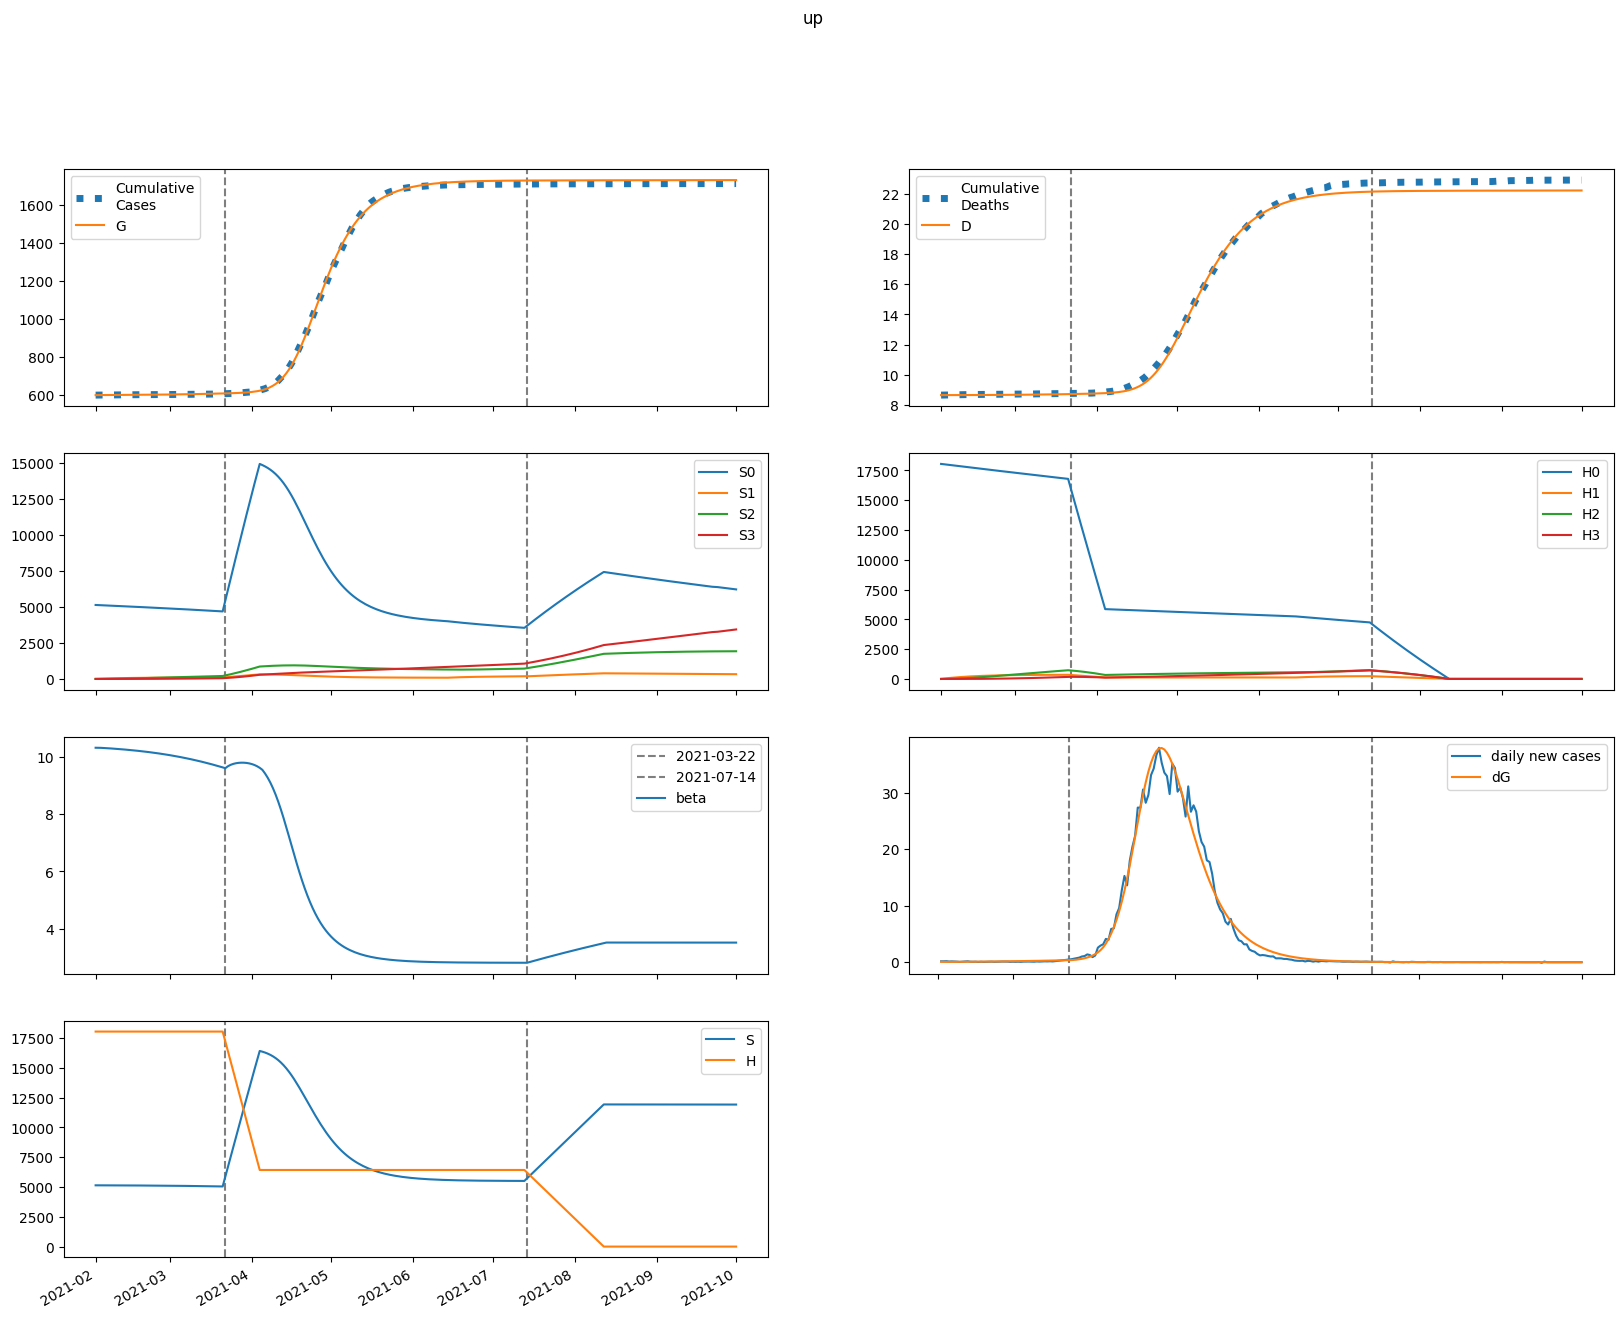 up
Cumulative
Cases
G
1600
1400
1200
1000
800
600
Cumulative
Deaths
D
22
20
18
16
14
12
10
8
15000
12500
10000
7500
5000
2500
0
S0
S1
S2
S3
17500
15000
12500
10000
7500
5000
2500
0
H0
H1
H2
H3
10
8
6
4
2021-03-22
2021-07-14
beta
30
20
10
0
daily new cases
dG
17500
15000
12500
10000
7500
5000
2500
0
S
H
2021-02
2021-03
2021-04
2021-05
2021-06
2021-07
2021-08
2021-09
2021-10